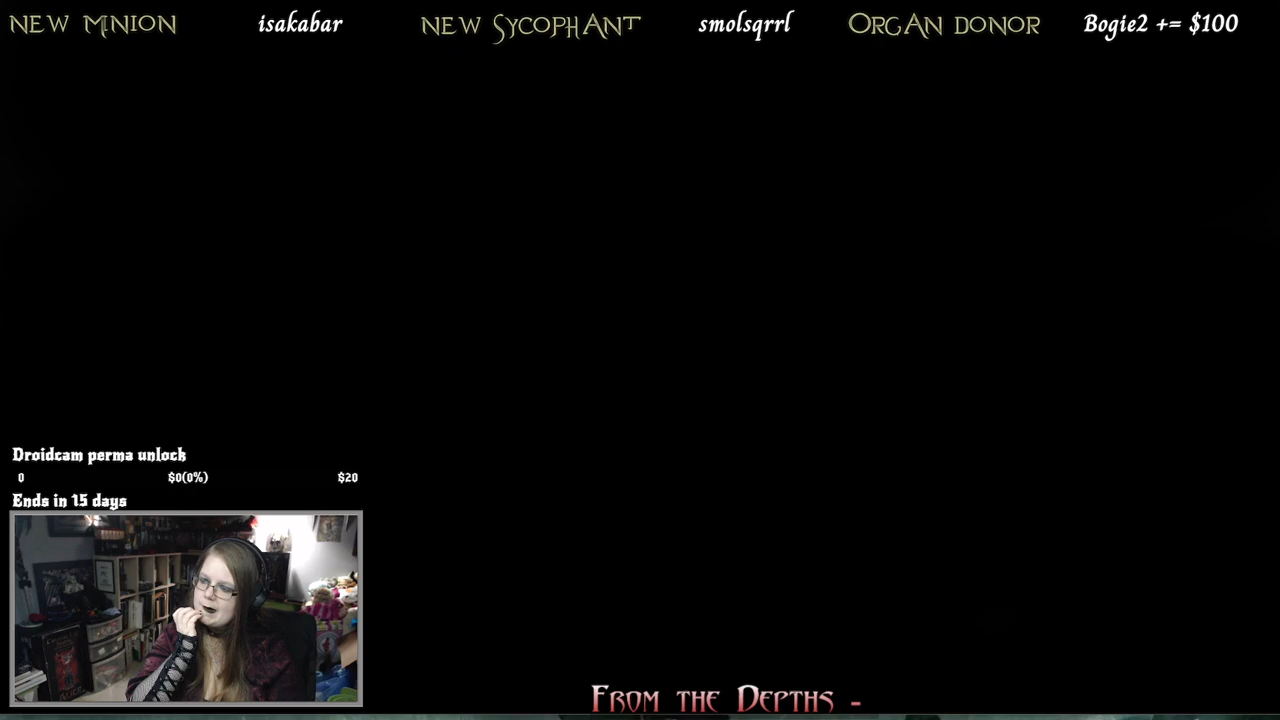 NEW MINION isakabar NEW SYCOPHANT smolsqrrl ORGAN DONOR Bogie2 += $100
Droidcam perma unlock
0 $0(0%) $20
Ends in 15 days
FROM THE DEPTHS -